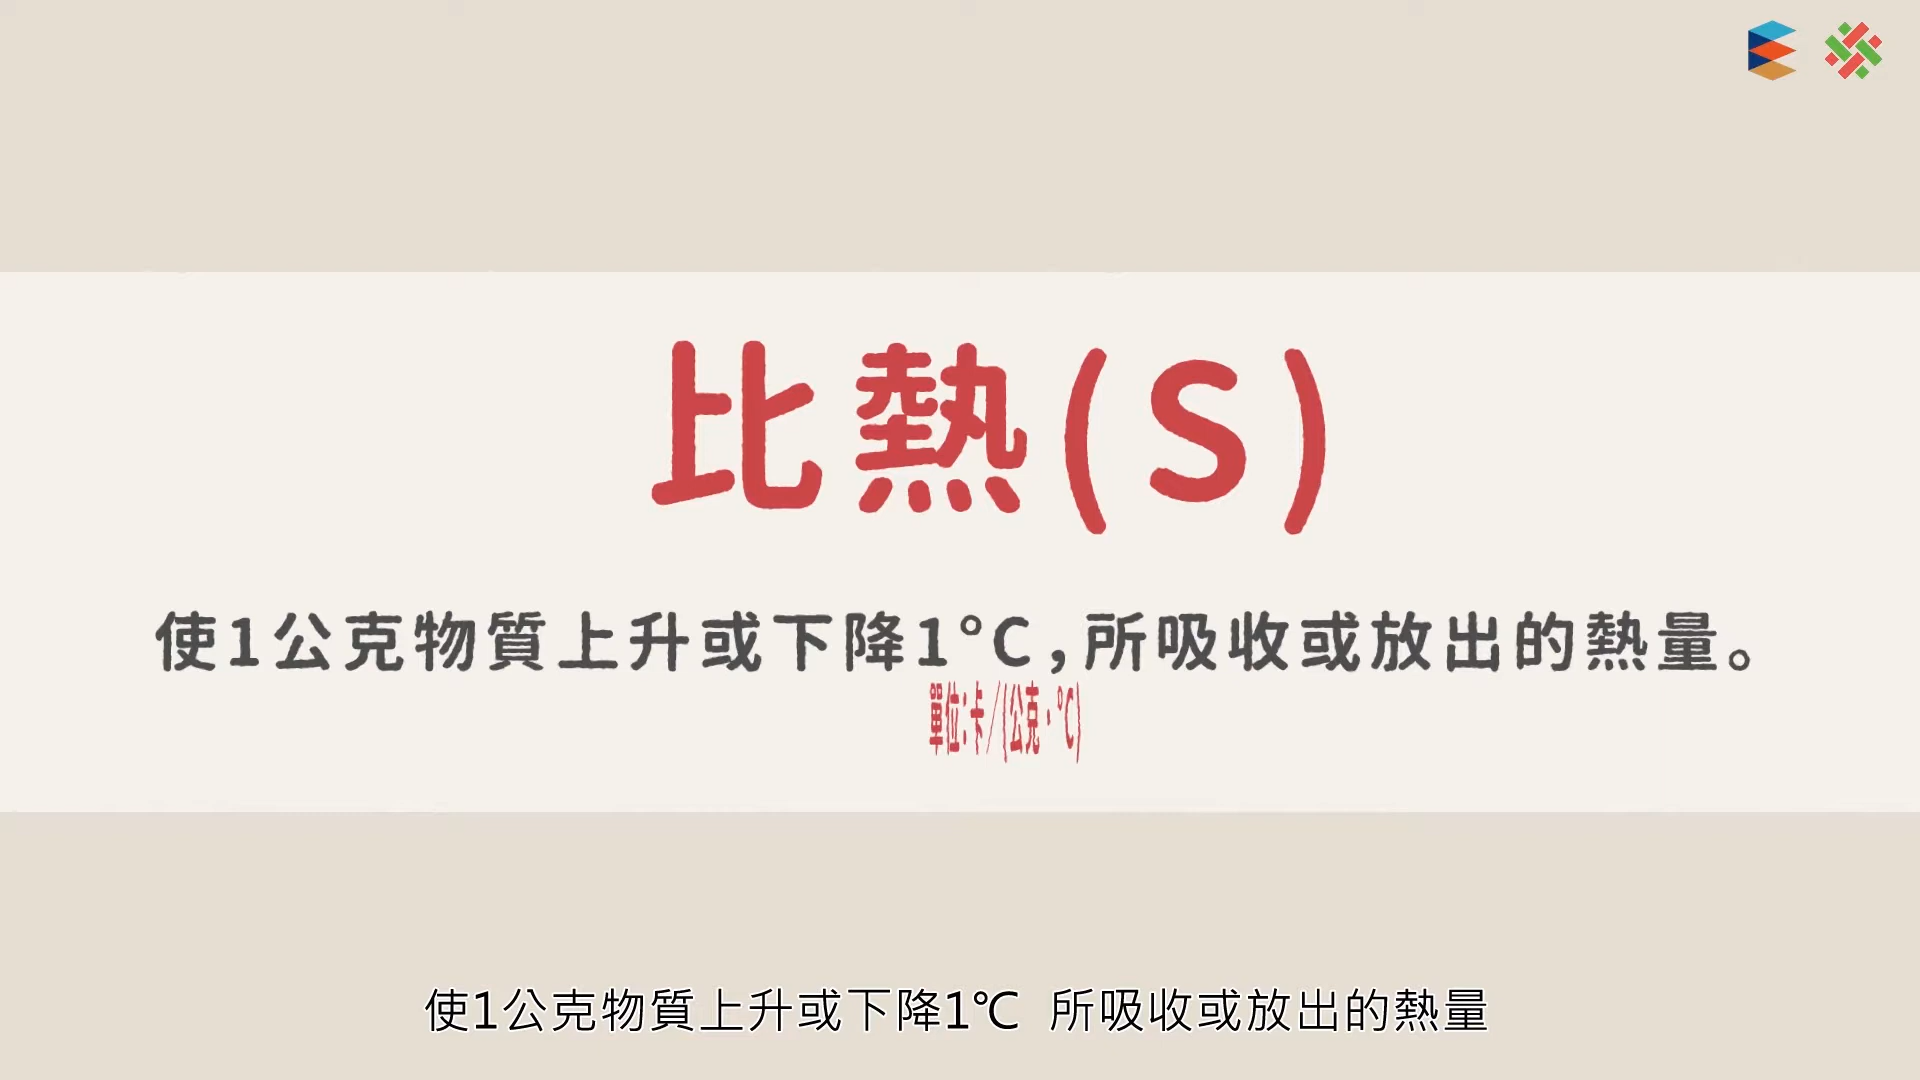 比熱(S)
使1公克物質上升或下降1°C,所吸收或放出的熱量。
單位:卡/(公克·°C)
使1公克物質上升或下降1℃ 所吸收或放出的熱量